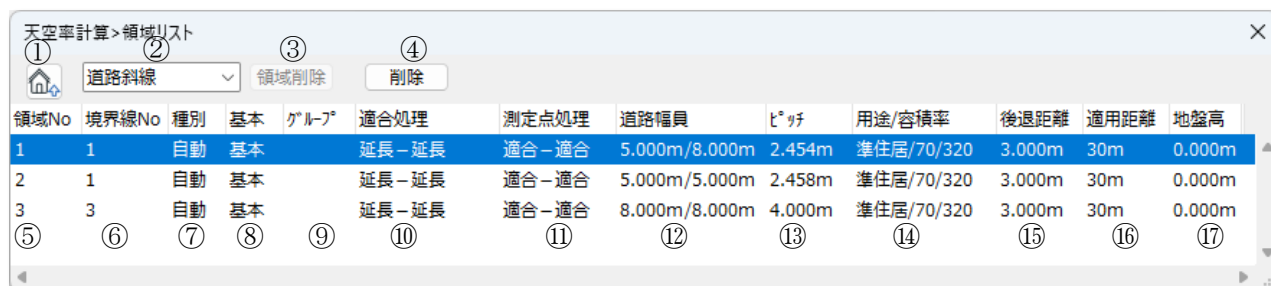 天空率計算>領域リスト
① ② ③ ④
道路斜線 領域削除 削除
領域No 境界線No 種別 基本 ｸﾞﾙｰﾌﾟ 適合処理 測定点処理 道路幅員 ﾋﾟｯﾁ 用途/容積率 後退距離 適用距離 地盤高
1 1 自動 基本 延長－延長 適合－適合 5.000m/8.000m 2.454m 準住居/70/320 3.000m 30m 0.000m
2 1 自動 基本 延長－延長 適合－適合 5.000m/5.000m 2.458m 準住居/70/320 3.000m 30m 0.000m
3 3 自動 基本 延長－延長 適合－適合 8.000m/8.000m 4.000m 準住居/70/320 3.000m 30m 0.000m
⑤ ⑥ ⑦ ⑧ ⑨ ⑩ ⑪ ⑫ ⑬ ⑭ ⑮ ⑯ ⑰